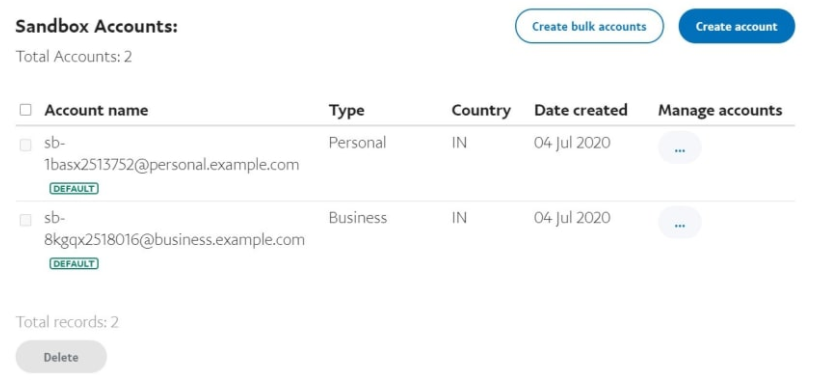 Sandbox Accounts:
Create bulk accounts
Create account
Total Accounts: 2
Account name Type Country Date created Manage accounts
sb- Personal IN 04 Jul 2020 ...
1basx2513752@personal.example.com
DEFAULT
sb- Business IN 04 Jul 2020 ...
8kgqx2518016@business.example.com
DEFAULT
Total records: 2
Delete